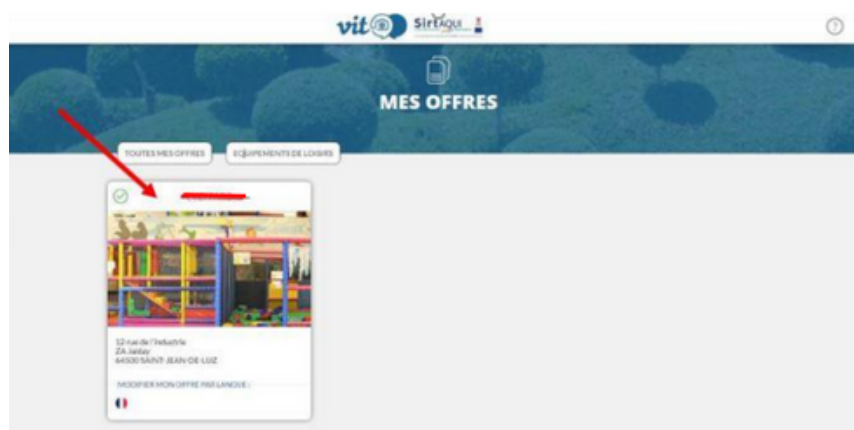 vit
SirtAQUI
?
MES OFFRES
TOUTES MES OFFRES
EQUIPEMENTS DE LOISIRS
12 rue de l'Industrie
ZA Jalday
64500 SAINT-JEAN-DE-LUZ
MODIFIER MON OFFRE PAR LANGUE :